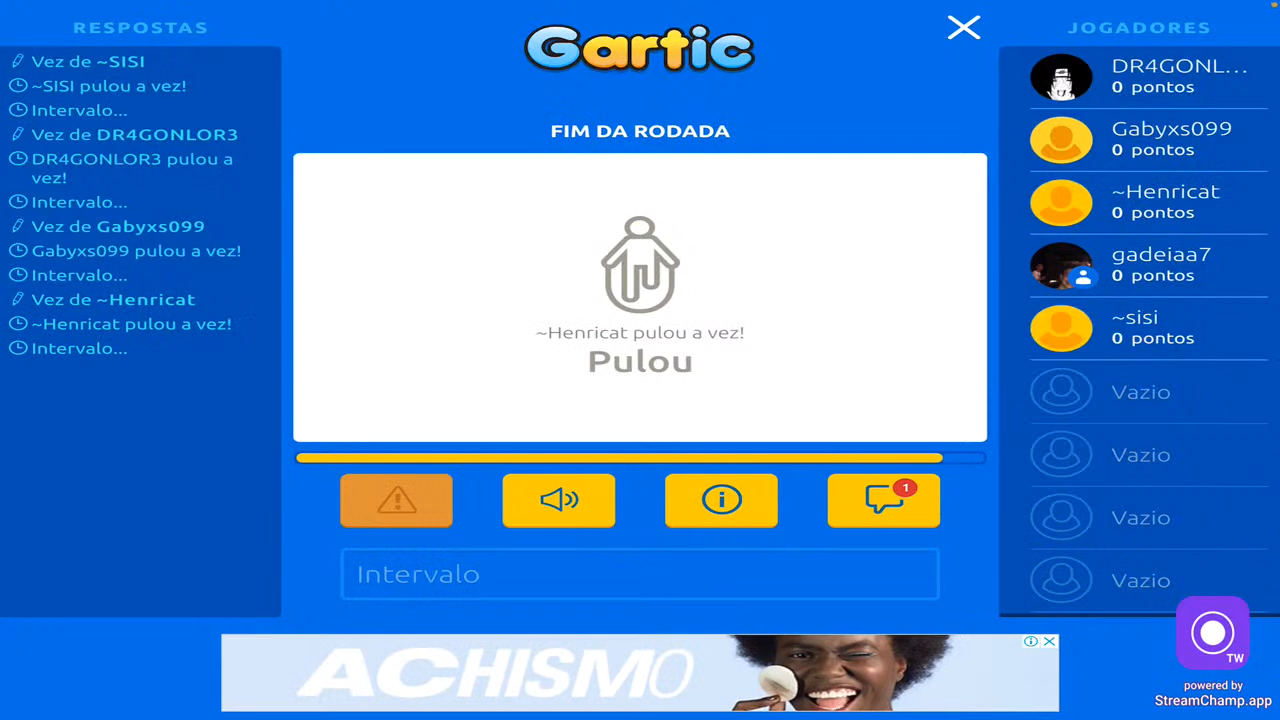 RESPOSTAS
Vez de ~SISI
~SISI pulou a vez!
Intervalo...
Vez de DR4GONLOR3
DR4GONLOR3 pulou a
vez!
Intervalo...
Vez de Gabyxs099
Gabyxs099 pulou a vez!
Intervalo...
Vez de ~Henricat
~Henricat pulou a vez!
Intervalo...
Gartic
FIM DA RODADA
~Henricat pulou a vez!
Pulou
1
Intervalo
JOGADORES
DR4GONL...
0 pontos
Gabyxs099
0 pontos
~Henricat
0 pontos
gadeiaa7
0 pontos
~sisi
0 pontos
Vazio
Vazio
Vazio
Vazio
ACHISMO
TW
powered by
StreamChamp.app